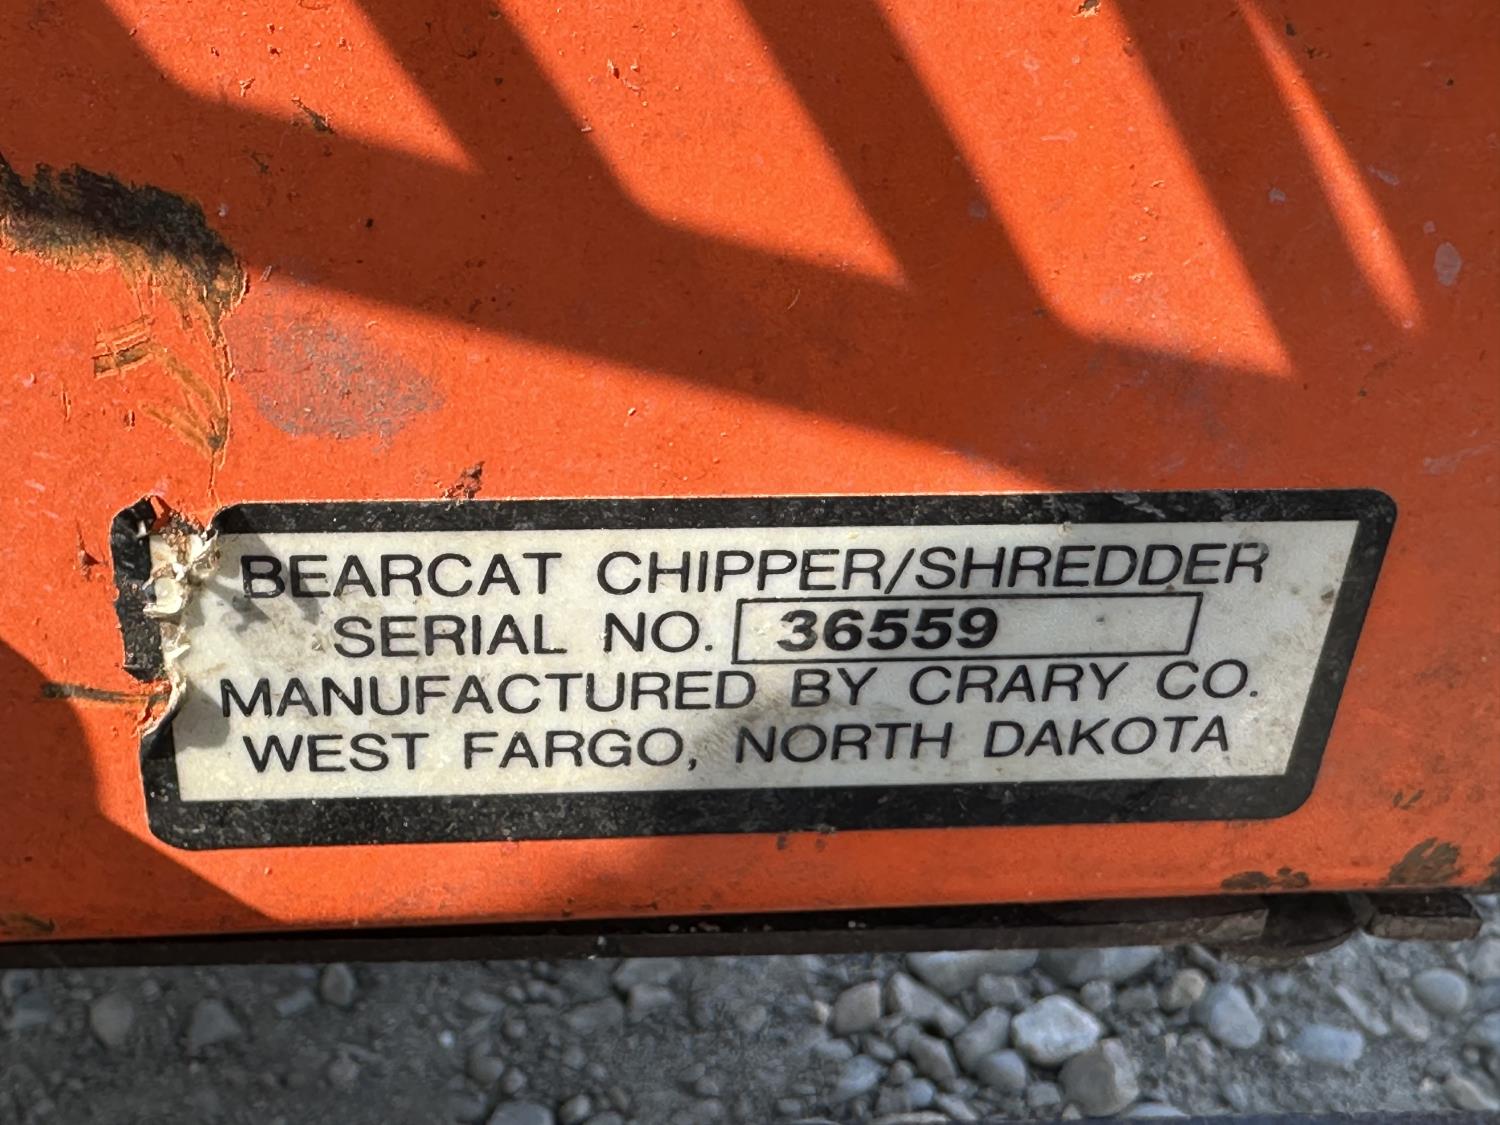 BEARCAT CHIPPER/SHREDDER
SERIAL NO. 36559
MANUFACTURED BY CRARY CO.
WEST FARGO, NORTH DAKOTA